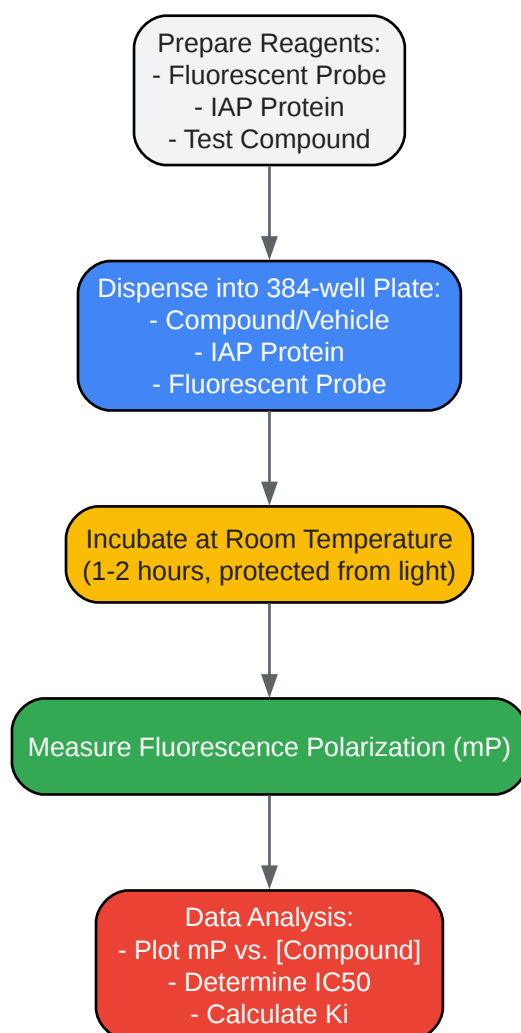 Prepare Reagents:
- Fluorescent Probe
- IAP Protein
- Test Compound
Dispense into 384-well Plate:
- Compound/Vehicle
- IAP Protein
- Fluorescent Probe
Incubate at Room Temperature
(1-2 hours, protected from light)
Measure Fluorescence Polarization (mP)
Data Analysis:
- Plot mP vs. [Compound]
- Determine IC50
- Calculate Ki